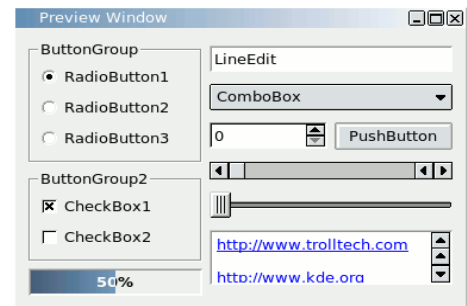 Preview Window
ButtonGroup
RadioButton1
RadioButton2
RadioButton3
ButtonGroup2
CheckBox1
CheckBox2
50%
LineEdit
ComboBox
0
PushButton
http://www.trolltech.com
http://www.kde.org